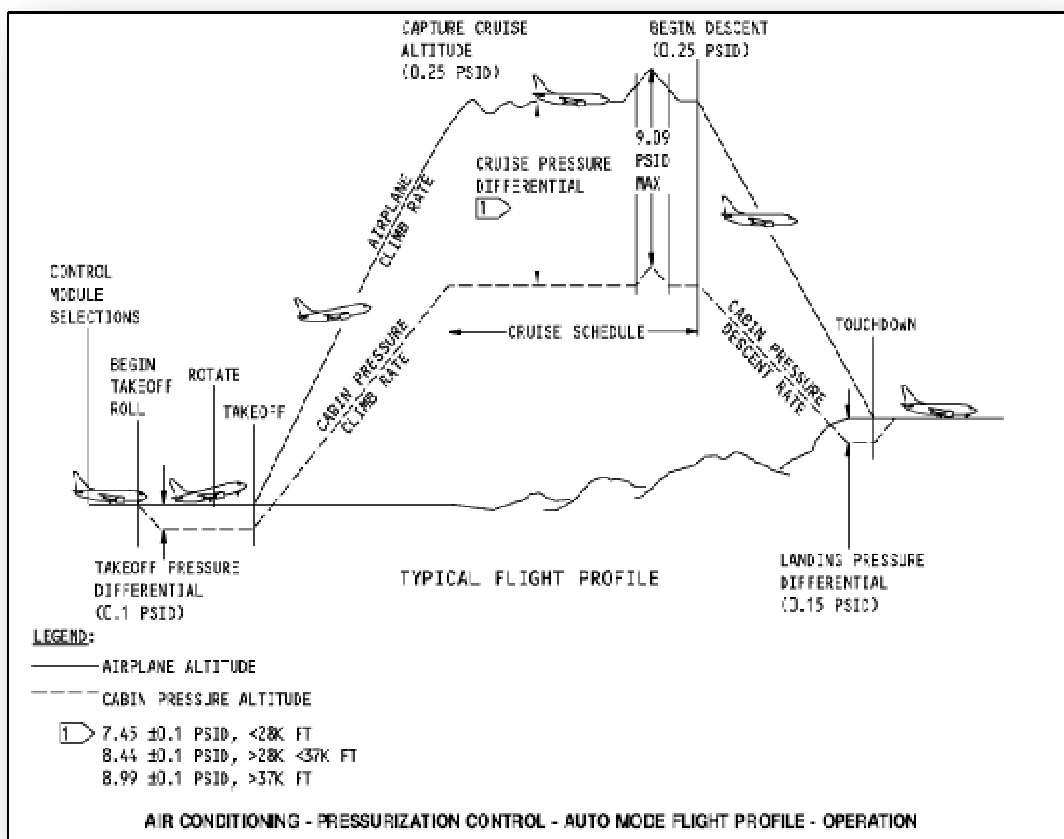 CAPTURE CRUISE
ALTITUDE
(0.25 PSID)
BEGIN DESCENT
(0.25 PSID)
9.09
PSID
MAX
CRUISE PRESSURE
DIFFERENTIAL
1
AIRPLANE
CLIMB RATE
CONTROL
MODULE
SELECTIONS
BEGIN
TAKEOFF
ROLL
ROTATE
TAKEOFF
CABIN PRESSURE
CLIMB RATE
CRUISE SCHEDULE
CABIN PRESSURE
DESCENT RATE
TOUCHDOWN
TAKEOFF PRESSURE
DIFFERENTIAL
(0.1 PSID)
TYPICAL FLIGHT PROFILE
LANDING PRESSURE
DIFFERENTIAL
(0.15 PSID)
LEGEND:
AIRPLANE ALTITUDE
CABIN PRESSURE ALTITUDE
1 7.45 ±0.1 PSID, <28K FT
8.44 ±0.1 PSID, >28K <37K FT
8.99 ±0.1 PSID, >37K FT
AIR CONDITIONING - PRESSURIZATION CONTROL - AUTO MODE FLIGHT PROFILE - OPERATION